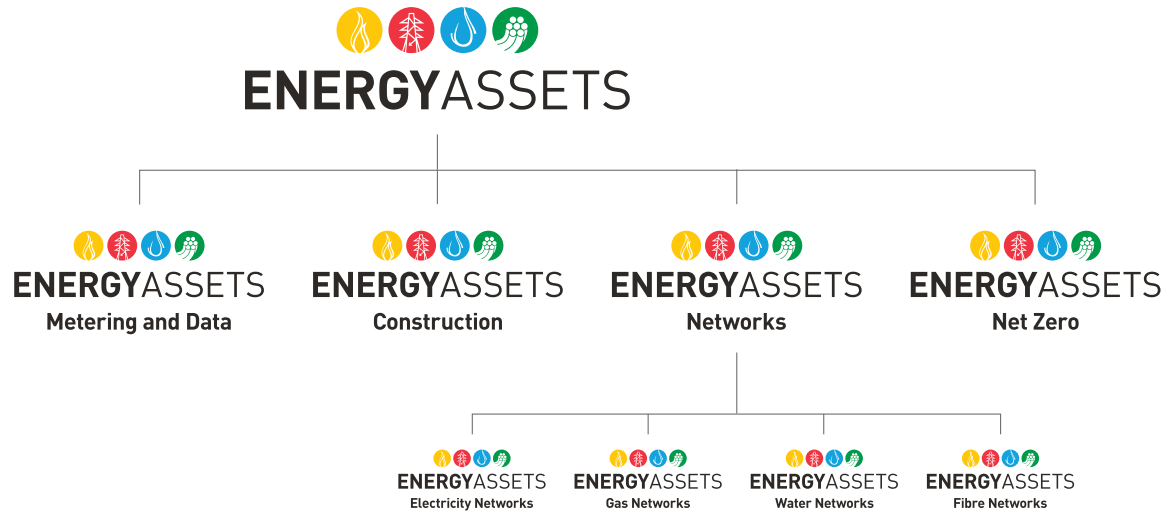 ENERGYASSETS
ENERGYASSETS
Metering and Data
ENERGYASSETS
Construction
ENERGYASSETS
Networks
ENERGYASSETS
Net Zero
ENERGYASSETS
Electricity Networks
ENERGYASSETS
Gas Networks
ENERGYASSETS
Water Networks
ENERGYASSETS
Fibre Networks